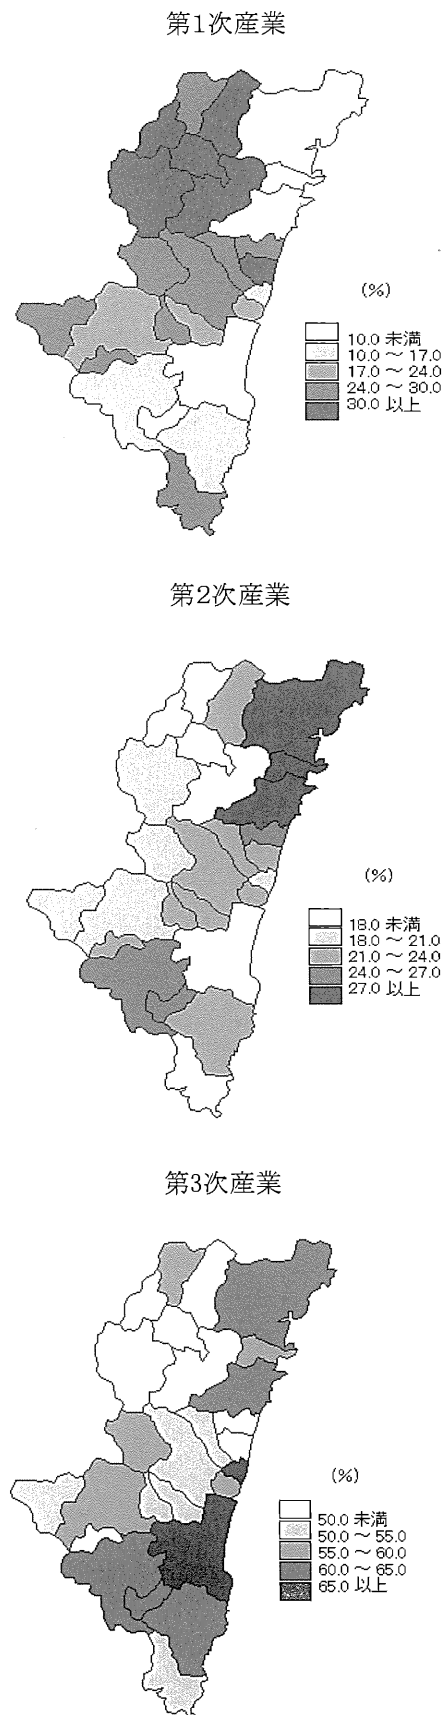 第1次産業
(%)
10.0 未満
10.0 ～ 17.0
17.0 ～ 24.0
24.0 ～ 30.0
30.0 以上
第2次産業
(%)
18.0 未満
18.0 ～ 21.0
21.0 ～ 24.0
24.0 ～ 27.0
27.0 以上
第3次産業
(%)
50.0 未満
50.0 ～ 55.0
55.0 ～ 60.0
60.0 ～ 65.0
65.0 以上